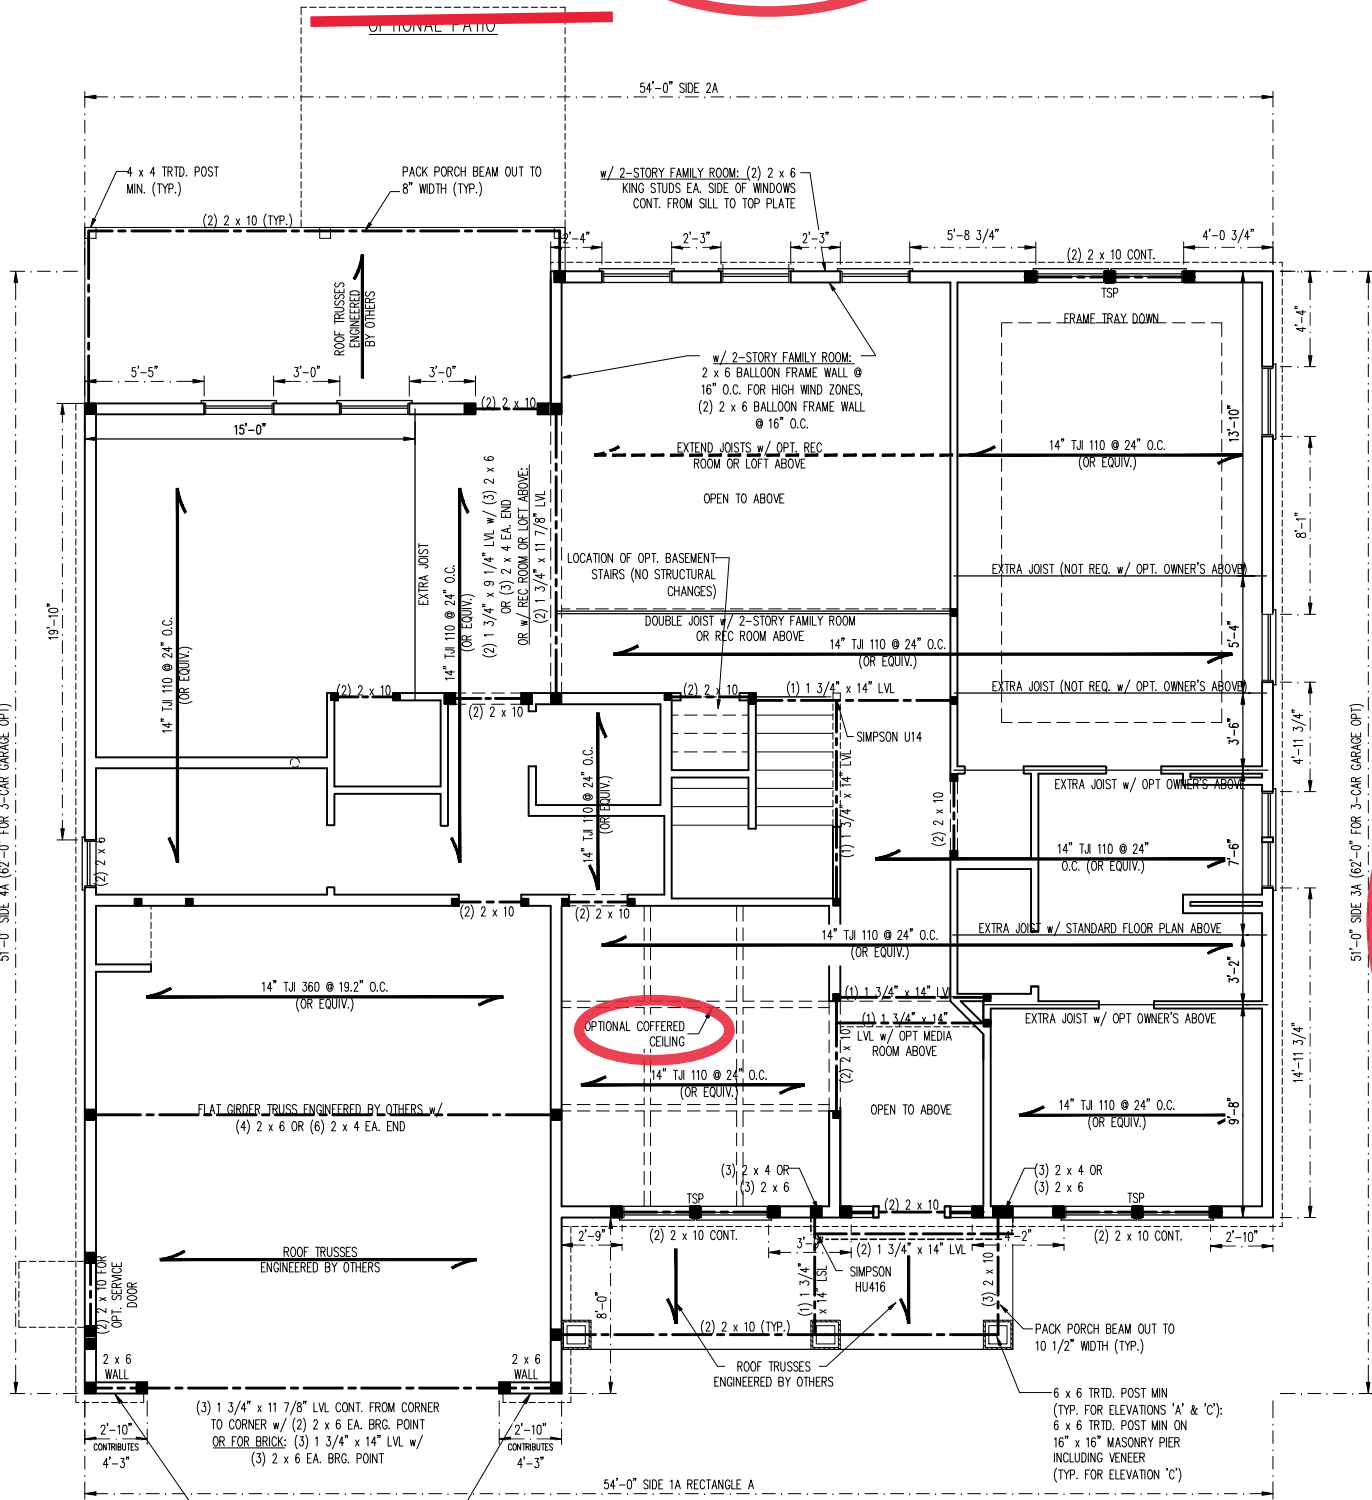 OPTIONAL PATIO
54'-0" SIDE 2A
4 x 4 TRTD. POST
MIN. (TYP.)
PACK PORCH BEAM OUT TO
8" WIDTH (TYP.)
w/ 2-STORY FAMILY ROOM: (2) 2 x 6
KING STUDS EA. SIDE OF WINDOWS
CONT. FROM SILL TO TOP PLATE
(2) 2 x 10 (TYP.)
2'-4"
2'-3"
2'-3"
5'-8 3/4"
4'-0 3/4"
(2) 2 x 10 CONT.
TSP
FRAME TRAY DOWN
4'-4"
ROOF TRUSSES
ENGINEERED
BY OTHERS
5'-5"
3'-0"
3'-0"
w/ 2-STORY FAMILY ROOM:
2 x 6 BALLOON FRAME WALL @
16" O.C. FOR HIGH WIND ZONES,
(2) 2 x 6 BALLOON FRAME WALL
@ 16" O.C.
(2) 2 x 10
15'-0"
13'-10"
EXTEND JOISTS w/ OPT. REC
ROOM OR LOFT ABOVE
14" TJI 110 @ 24" O.C.
(OR EQUIV.)
OPEN TO ABOVE
8'-1"
EXTRA JOIST
14" TJI 110 @ 24" O.C.
(OR EQUIV.)
(2) 1 3/4" x 9 1/4" LVL w/ (3) 2 x 6
OR (3) 2 x 4 EA. END
OR w/ REC ROOM OR LOFT ABOVE:
(2) 1 3/4" x 11 7/8" LVL
LOCATION OF OPT. BASEMENT
STAIRS (NO STRUCTURAL
CHANGES)
EXTRA JOIST (NOT REQ. w/ OPT. OWNER'S ABOVE)
19'-10"
14" TJI 110 @ 24" O.C.
(OR EQUIV.)
DOUBLE JOIST w/ 2-STORY FAMILY ROOM
OR REC ROOM ABOVE
14" TJI 110 @ 24" O.C.
(OR EQUIV.)
5'-4"
(2) 2 x 10
(2) 2 x 10
(2) 2 x 10
(1) 1 3/4" x 14" LVL
EXTRA JOIST (NOT REQ. w/ OPT. OWNER'S ABOVE)
3'-6"
4'-11 3/4"
SIMPSON U14
51'-0" SIDE 4A (62'-0" FOR 3-CAR GARAGE OPT)
51'-0" SIDE 3A (62'-0" FOR 3-CAR GARAGE OPT)
14" TJI 110 @ 24" O.C.
(OR EQUIV.)
(1) 1 3/4" x 14" LVL
(2) 2 x 10
EXTRA JOIST w/ OPT OWNER'S ABOVE
14" TJI 110 @ 24"
O.C. (OR EQUIV.)
7'-6"
(2) 2 x 6
(2) 2 x 10
(2) 2 x 10
EXTRA JOIST w/ STANDARD FLOOR PLAN ABOVE
14" TJI 110 @ 24" O.C.
(OR EQUIV.)
3'-2"
14" TJI 360 @ 19.2" O.C.
(OR EQUIV.)
(1) 1 3/4" x 14" LVL
(1) 1 3/4" x 14"
LVL w/ OPT MEDIA
ROOM ABOVE
EXTRA JOIST w/ OPT OWNER'S ABOVE
OPTIONAL COFFERED
CEILING
(2) 2 x 10
14'-11 3/4"
14" TJI 110 @ 24" O.C.
(OR EQUIV.)
FLAT GIRDER TRUSS ENGINEERED BY OTHERS w/
(4) 2 x 6 OR (6) 2 x 4 EA. END
OPEN TO ABOVE
14" TJI 110 @ 24" O.C.
(OR EQUIV.)
9'-8"
(3) 2 x 4 OR
(3) 2 x 6
(3) 2 x 4 OR
(3) 2 x 6
TSP
(2) 2 x 10
TSP
2'-9"
(2) 2 x 10 CONT.
4'-2"
(2) 2 x 10 CONT.
2'-10"
ROOF TRUSSES
ENGINEERED BY OTHERS
(2) 1 3/4" x 14" LVL
SIMPSON
HU416
(1) 1 3/4"
x 14" LSL
(3) 2 x 10
(2) 2 x 10 FOR
OPT. SERVICE
DOOR
8'-0"
(2) 2 x 10 (TYP.)
PACK PORCH BEAM OUT TO
10 1/2" WIDTH (TYP.)
2 x 6
WALL
2 x 6
WALL
ROOF TRUSSES
ENGINEERED BY OTHERS
6 x 6 TRTD. POST MIN
(TYP. FOR ELEVATIONS 'A' & 'C');
6 x 6 TRTD. POST MIN ON
16" x 16" MASONRY PIER
INCLUDING VENEER
(TYP. FOR ELEVATION 'C')
2'-10"
CONTRIBUTES
4'-3"
(3) 1 3/4" x 11 7/8" LVL CONT. FROM CORNER
TO CORNER w/ (2) 2 x 6 EA. BRG. POINT
OR FOR BRICK: (3) 1 3/4" x 14" LVL w/
(3) 2 x 6 EA. BRG. POINT
2'-10"
CONTRIBUTES
4'-3"
54'-0" SIDE 1A RECTANGLE A